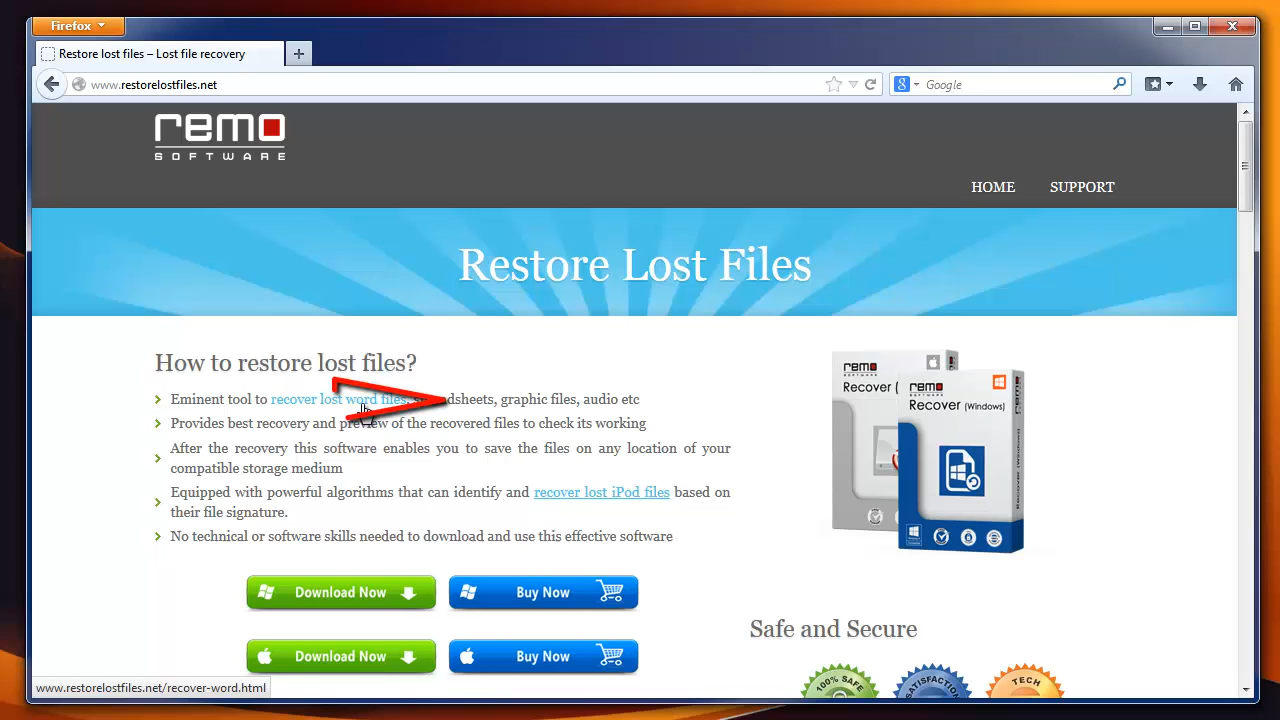 Firefox
Restore lost files – Lost file recovery
www.restorelostfiles.net
Google
remo
SOFTWARE
HOME SUPPORT
Restore Lost Files
How to restore lost files?
Eminent tool to recover lost word files, spreadsheets, graphic files, audio etc
Provides best recovery and preview of the recovered files to check its working
After the recovery this software enables you to save the files on any location of your
compatible storage medium
Equipped with powerful algorithms that can identify and recover lost iPod files based on
their file signature.
No technical or software skills needed to download and use this effective software
Download Now Buy Now
Download Now Buy Now
remo
SOFTWARE
Recover (
remo
SOFTWARE
Recover (Windows)
Recover (Windows)
Safe and Secure
100% SAFE
SATISFACTION
TECH
www.restorelostfiles.net/recover-word.html